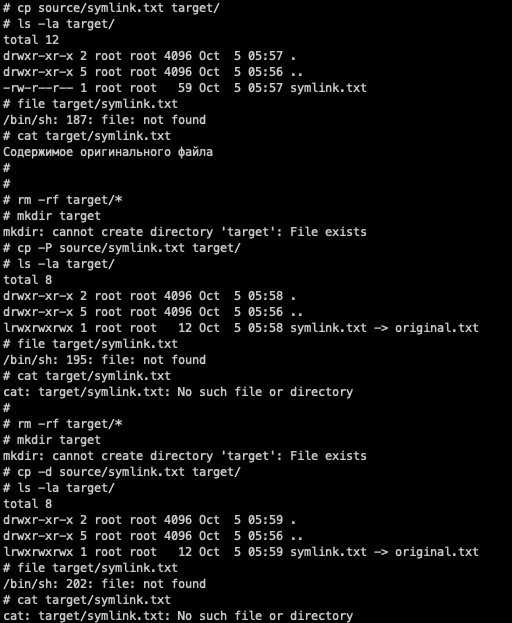 # cp source/symlink.txt target/
# ls -la target/
total 12
drwxr-xr-x 2 root root 4096 Oct  5 05:57 .
drwxr-xr-x 5 root root 4096 Oct  5 05:56 ..
-rw-r--r-- 1 root root   59 Oct  5 05:57 symlink.txt
# file target/symlink.txt
/bin/sh: 187: file: not found
# cat target/symlink.txt
Содержимое оригинального файла
#
#
# rm -rf target/*
# mkdir target
mkdir: cannot create directory 'target': File exists
# cp -P source/symlink.txt target/
# ls -la target/
total 8
drwxr-xr-x 2 root root 4096 Oct  5 05:58 .
drwxr-xr-x 5 root root 4096 Oct  5 05:56 ..
lrwxrwxrwx 1 root root   12 Oct  5 05:58 symlink.txt -> original.txt
# file target/symlink.txt
/bin/sh: 195: file: not found
# cat target/symlink.txt
cat: target/symlink.txt: No such file or directory
#
# rm -rf target/*
# mkdir target
mkdir: cannot create directory 'target': File exists
# cp -d source/symlink.txt target/
# ls -la target/
total 8
drwxr-xr-x 2 root root 4096 Oct  5 05:59 .
drwxr-xr-x 5 root root 4096 Oct  5 05:56 ..
lrwxrwxrwx 1 root root   12 Oct  5 05:59 symlink.txt -> original.txt
# file target/symlink.txt
/bin/sh: 202: file: not found
# cat target/symlink.txt
cat: target/symlink.txt: No such file or directory